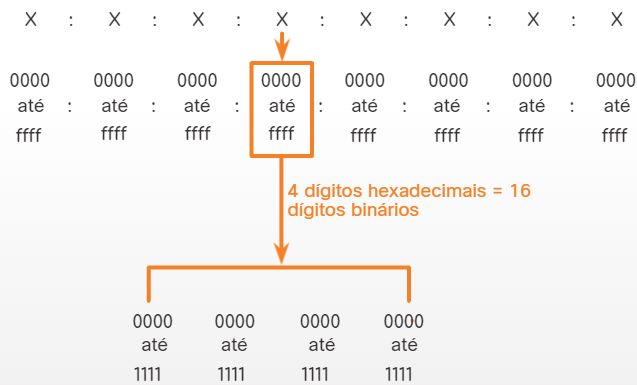 X : X : X : X : X : X : X : X
0000 0000 0000 0000 0000 0000 0000 0000
até : até : até : até : até : até : até : até
ffff ffff ffff ffff ffff ffff ffff ffff
4 dígitos hexadecimais = 16
dígitos binários
0000 0000 0000 0000
até até até até
1111 1111 1111 1111